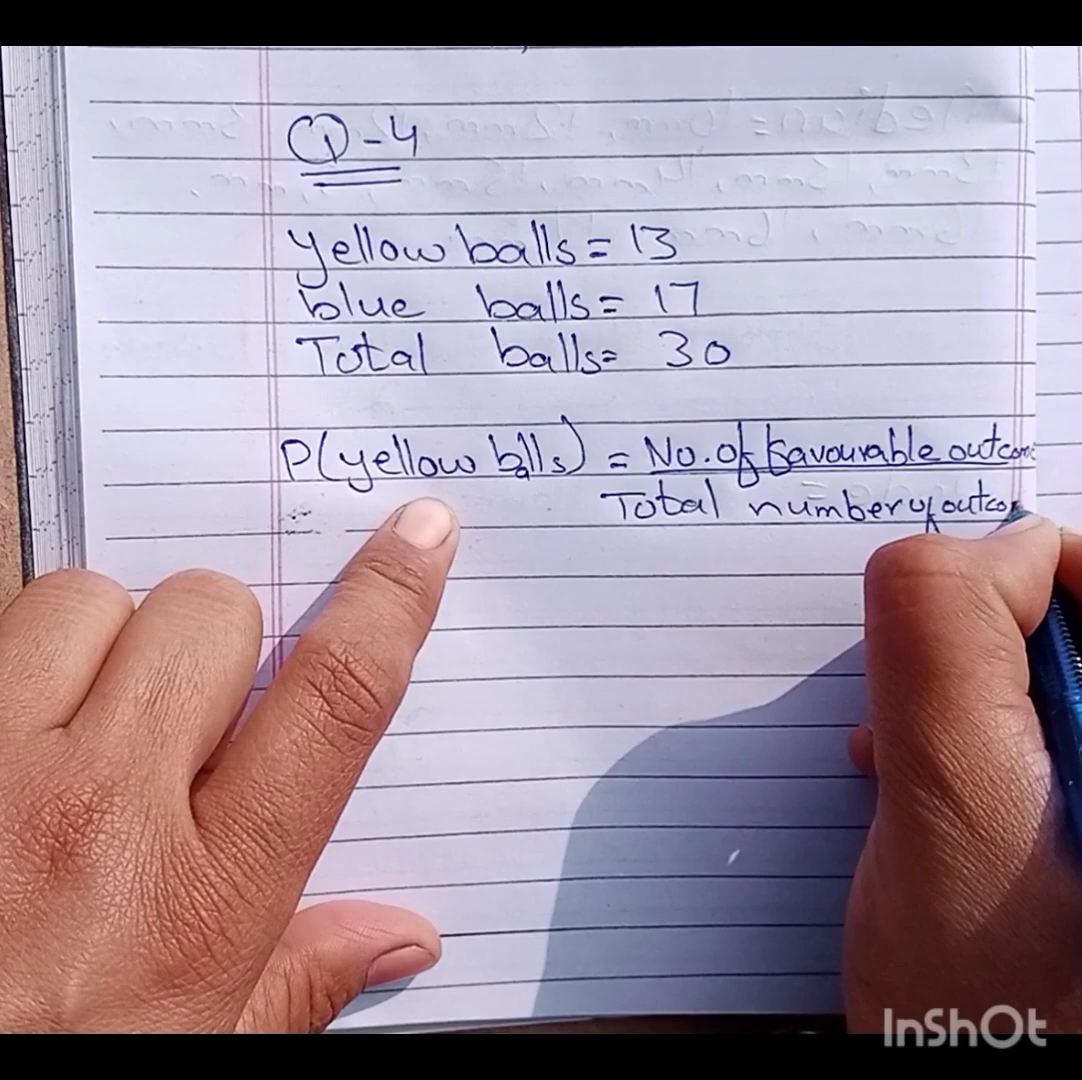 Q-4
yellow balls = 13
blue balls = 17
Total balls = 30
P(yellow balls) = No. of favourable outcome
Total number of outco
InShOt